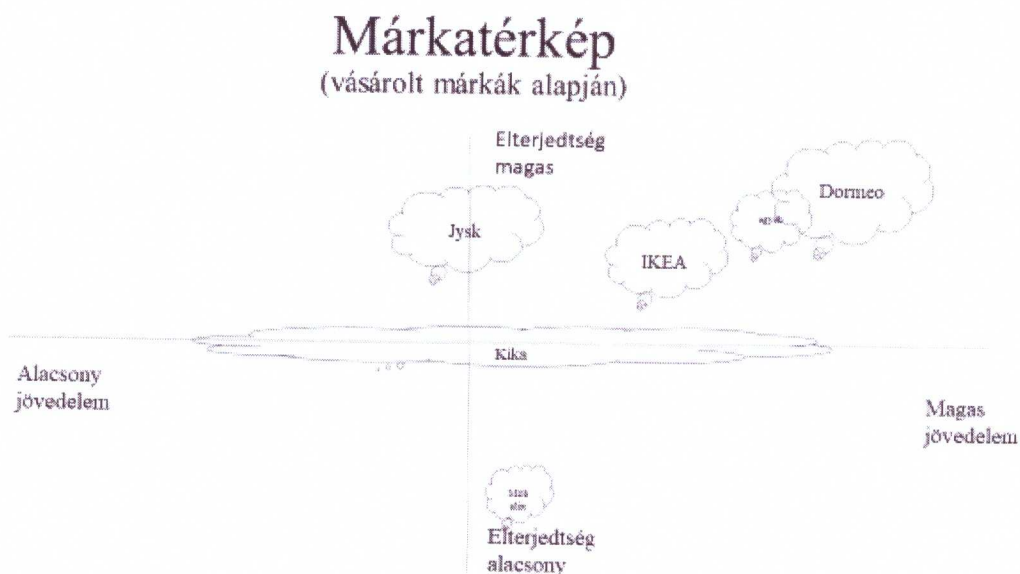 Márkatérkép
(vásárolt márkák alapján)
Elterjedtség
magas
Dormeo
Jysk
IKEA
Kika
Alacsony
jövedelem
Magas
jövedelem
Elterjedtség
alacsony